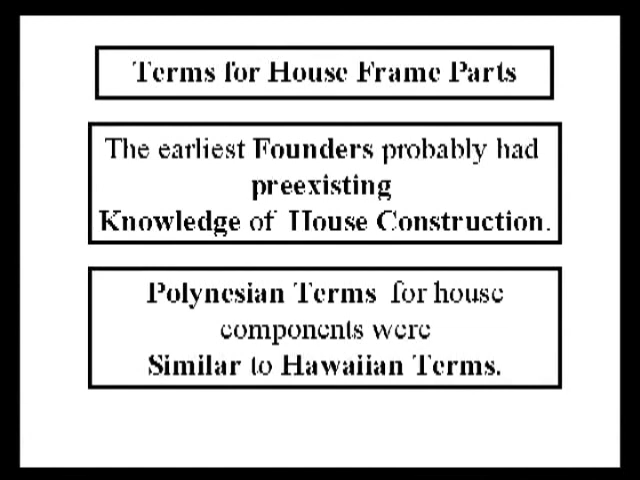 Terms for House Frame Parts
The earliest Founders probably had
preexisting
Knowledge of House Construction.
Polynesian Terms for house
components were
Similar to Hawaiian Terms.